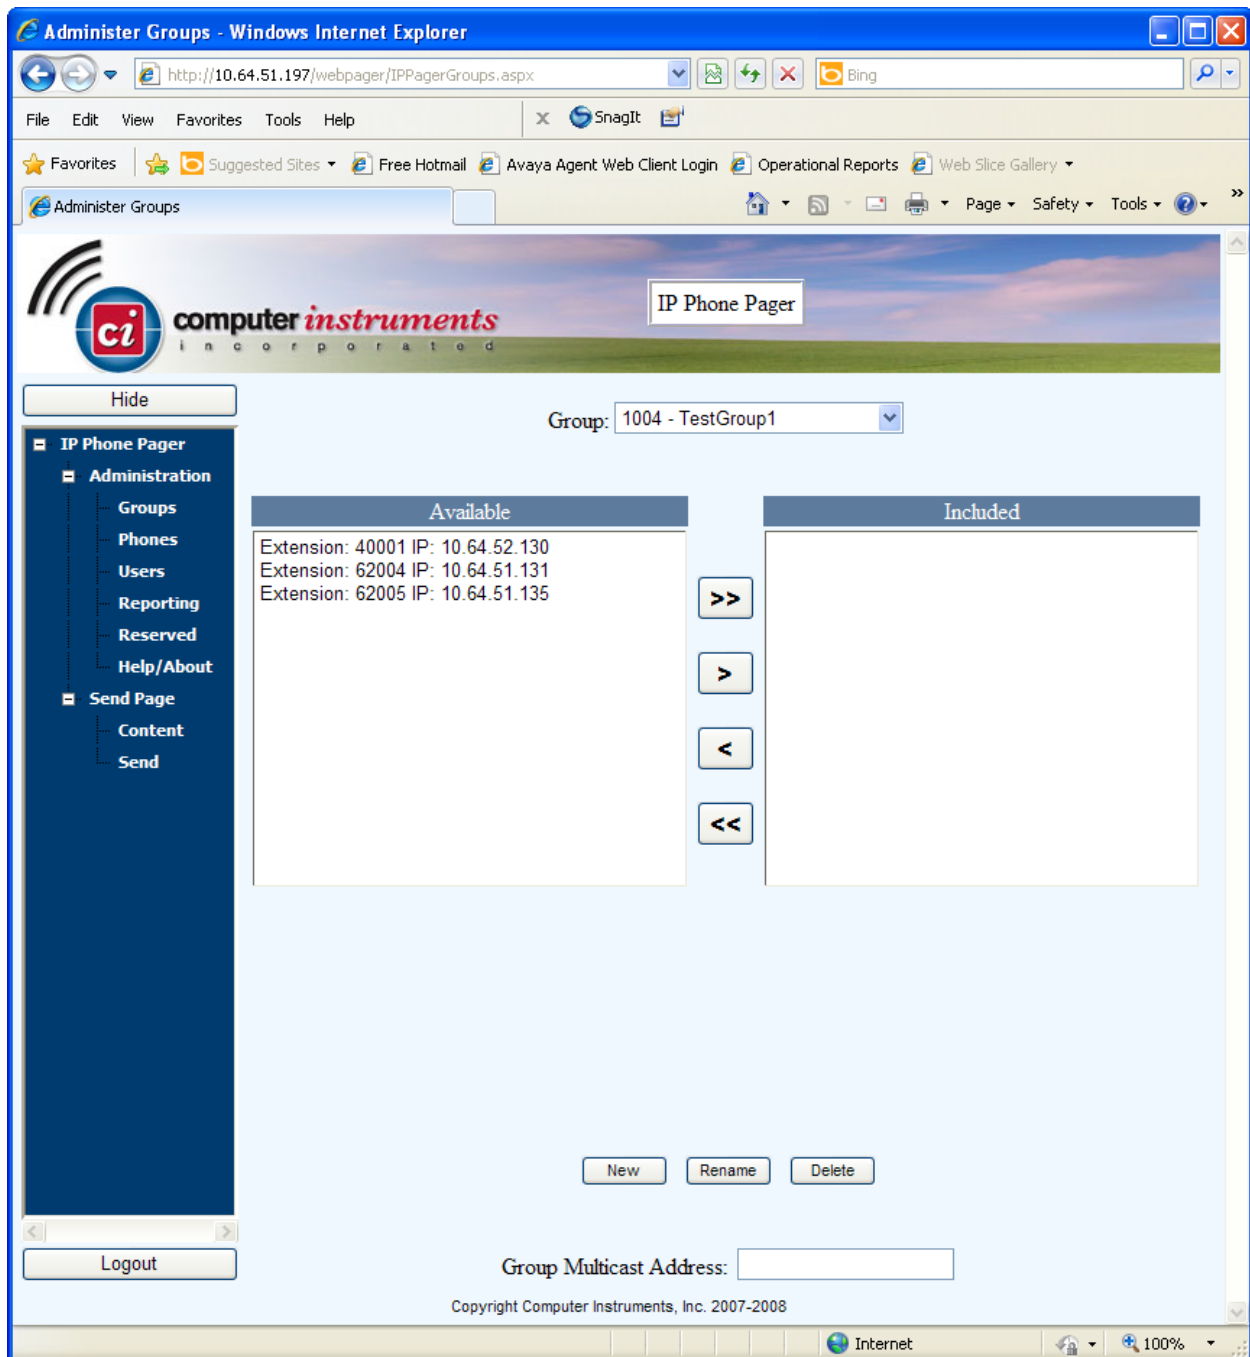 Administer Groups - Windows Internet Explorer
http://10.64.51.197/webpager/IPPagerGroups.aspx
Bing
File Edit View Favorites Tools Help
x SnagIt
Favorites Suggested Sites Free Hotmail Avaya Agent Web Client Login Operational Reports Web Slice Gallery
Administer Groups
Page Safety Tools »
ci computer instruments
incorporated
IP Phone Pager
Hide
Group: 1004 - TestGroup1
IP Phone Pager
Administration
Groups
Phones
Users
Reporting
Reserved
Help/About
Send Page
Content
Send
Available
Extension: 40001 IP: 10.64.52.130
Extension: 62004 IP: 10.64.51.131
Extension: 62005 IP: 10.64.51.135
>>
>
<
<<
Included
New Rename Delete
Logout
Group Multicast Address:
Copyright Computer Instruments, Inc. 2007-2008
Internet 100%